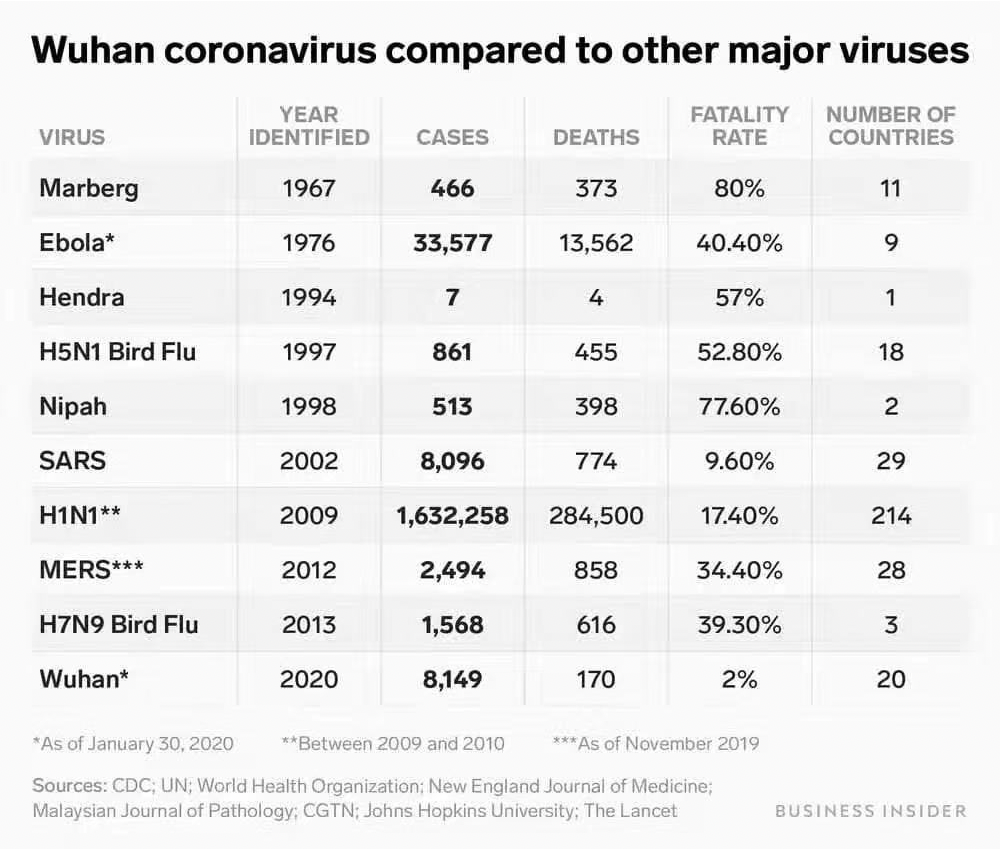 Wuhan coronavirus compared to other major viruses
VIRUS YEAR IDENTIFIED CASES DEATHS FATALITY RATE NUMBER OF COUNTRIES
Marberg 1967 466 373 80% 11
Ebola* 1976 33,577 13,562 40.40% 9
Hendra 1994 7 4 57% 1
H5N1 Bird Flu 1997 861 455 52.80% 18
Nipah 1998 513 398 77.60% 2
SARS 2002 8,096 774 9.60% 29
H1N1** 2009 1,632,258 284,500 17.40% 214
MERS*** 2012 2,494 858 34.40% 28
H7N9 Bird Flu 2013 1,568 616 39.30% 3
Wuhan* 2020 8,149 170 2% 20
*As of January 30, 2020 **Between 2009 and 2010 ***As of November 2019
Sources: CDC; UN; World Health Organization; New England Journal of Medicine;
Malaysian Journal of Pathology; CGTN; Johns Hopkins University; The Lancet
BUSINESS INSIDER